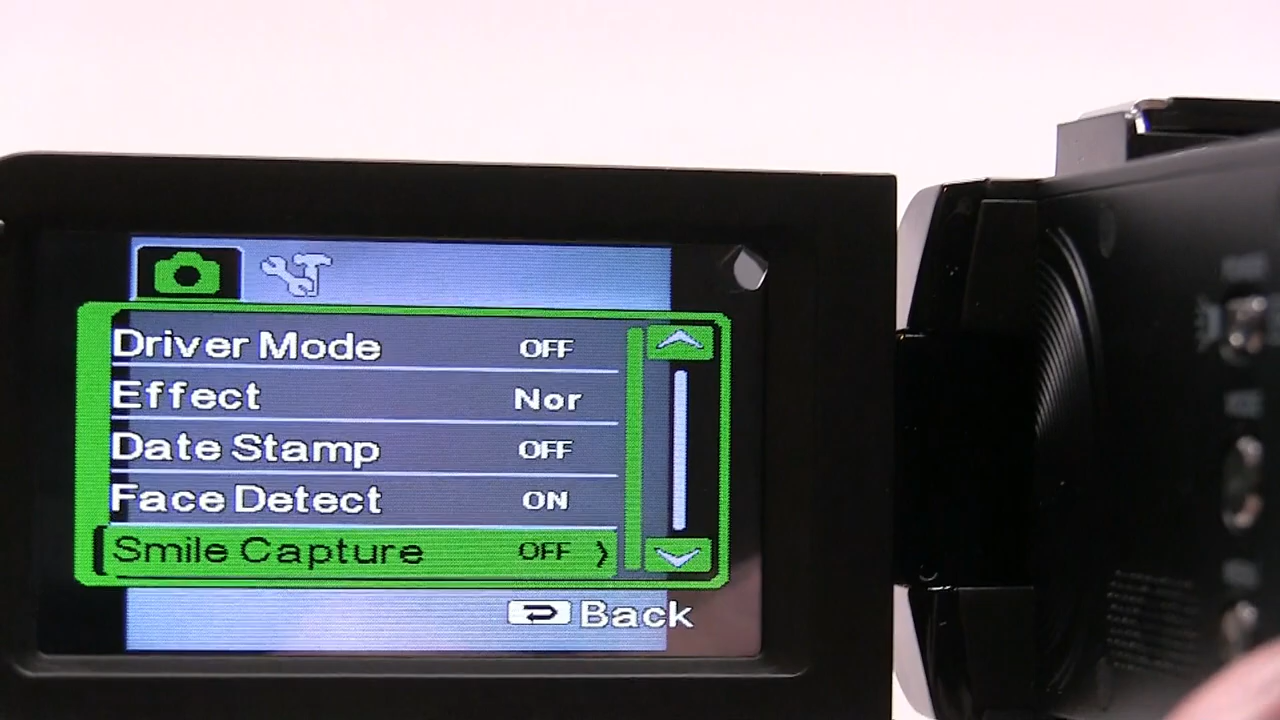 Driver Mode OFF
Effect Nor
Date Stamp OFF
Face Detect ON
Smile Capture OFF
Back